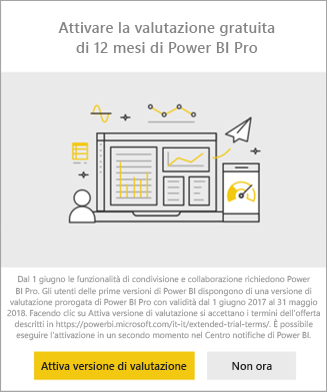 Attivare la valutazione gratuita
di 12 mesi di Power BI Pro
Dal 1 giugno le funzionalità di condivisione e collaborazione richiedono Power
BI Pro. Gli utenti delle prime versioni di Power BI dispongono di una versione di
valutazione prorogata di Power BI Pro con validità dal 1 giugno 2017 al 31 maggio
2018. Facendo clic su Attiva versione di valutazione si accettano i termini dell'offerta
descritti in https://powerbi.microsoft.com/it-it/extended-trial-terms/. È possibile
eseguire l'attivazione in un secondo momento nel Centro notifiche di Power BI.
Attiva versione di valutazione
Non ora